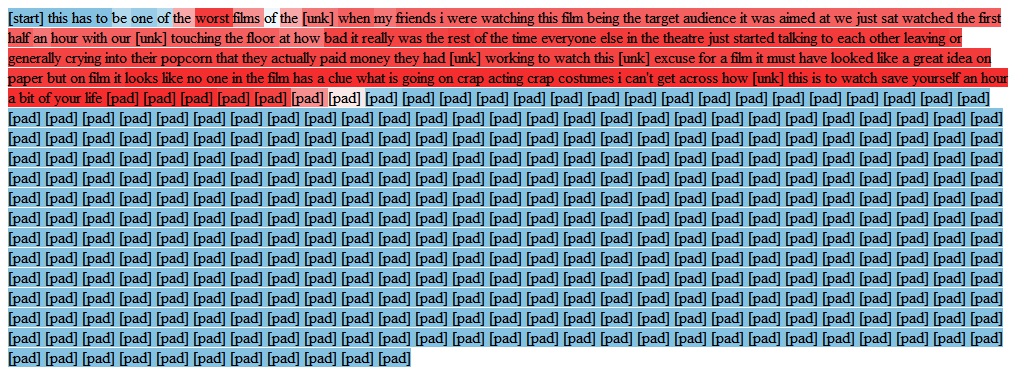 [start] this has to be one of the worst films of the [unk] when my friends i were watching this film being the target audience it was aimed at we just sat watched the first
half an hour with our [unk] touching the floor at how bad it really was the rest of the time everyone else in the theatre just started talking to each other leaving or
generally crying into their popcorn that they actually paid money they had [unk] working to watch this [unk] excuse for a film it must have looked like a great idea on
paper but on film it looks like no one in the film has a clue what is going on crap acting crap costumes i can't get across how [unk] this is to watch save yourself an hour
a bit of your life [pad] [pad] [pad] [pad] [pad] [pad] [pad] [pad] [pad] [pad] [pad] [pad] [pad] [pad] [pad] [pad] [pad] [pad] [pad] [pad] [pad] [pad] [pad] [pad]
[pad] [pad] [pad] [pad] [pad] [pad] [pad] [pad] [pad] [pad] [pad] [pad] [pad] [pad] [pad] [pad] [pad] [pad] [pad] [pad] [pad] [pad] [pad] [pad] [pad] [pad] [pad]
[pad] [pad] [pad] [pad] [pad] [pad] [pad] [pad] [pad] [pad] [pad] [pad] [pad] [pad] [pad] [pad] [pad] [pad] [pad] [pad] [pad] [pad] [pad] [pad] [pad] [pad] [pad]
[pad] [pad] [pad] [pad] [pad] [pad] [pad] [pad] [pad] [pad] [pad] [pad] [pad] [pad] [pad] [pad] [pad] [pad] [pad] [pad] [pad] [pad] [pad] [pad] [pad] [pad] [pad]
[pad] [pad] [pad] [pad] [pad] [pad] [pad] [pad] [pad] [pad] [pad] [pad] [pad] [pad] [pad] [pad] [pad] [pad] [pad] [pad] [pad] [pad] [pad] [pad] [pad] [pad] [pad]
[pad] [pad] [pad] [pad] [pad] [pad] [pad] [pad] [pad] [pad] [pad] [pad] [pad] [pad] [pad] [pad] [pad] [pad] [pad] [pad] [pad] [pad] [pad] [pad] [pad] [pad] [pad]
[pad] [pad] [pad] [pad] [pad] [pad] [pad] [pad] [pad] [pad] [pad] [pad] [pad] [pad] [pad] [pad] [pad] [pad] [pad] [pad] [pad] [pad] [pad] [pad] [pad] [pad] [pad]
[pad] [pad] [pad] [pad] [pad] [pad] [pad] [pad] [pad] [pad] [pad] [pad] [pad] [pad] [pad] [pad] [pad] [pad] [pad] [pad] [pad] [pad] [pad] [pad] [pad] [pad] [pad]
[pad] [pad] [pad] [pad] [pad] [pad] [pad] [pad] [pad] [pad] [pad] [pad] [pad] [pad] [pad] [pad] [pad] [pad] [pad] [pad] [pad] [pad] [pad] [pad] [pad] [pad] [pad]
[pad] [pad] [pad] [pad] [pad] [pad] [pad] [pad] [pad] [pad] [pad] [pad] [pad] [pad] [pad] [pad] [pad] [pad] [pad] [pad] [pad] [pad] [pad] [pad] [pad] [pad] [pad]
[pad] [pad] [pad] [pad] [pad] [pad] [pad] [pad] [pad] [pad] [pad] [pad] [pad] [pad] [pad] [pad] [pad] [pad] [pad] [pad] [pad] [pad] [pad] [pad] [pad] [pad] [pad]
[pad] [pad] [pad] [pad] [pad] [pad] [pad] [pad] [pad] [pad] [pad] [pad] [pad] [pad] [pad] [pad] [pad] [pad] [pad] [pad] [pad] [pad] [pad] [pad] [pad] [pad] [pad]
[pad] [pad] [pad] [pad] [pad] [pad] [pad] [pad] [pad] [pad] [pad] [pad] [pad] [pad] [pad] [pad] [pad] [pad] [pad] [pad] [pad] [pad] [pad] [pad] [pad] [pad] [pad]
[pad] [pad] [pad] [pad] [pad] [pad] [pad] [pad] [pad] [pad] [pad]